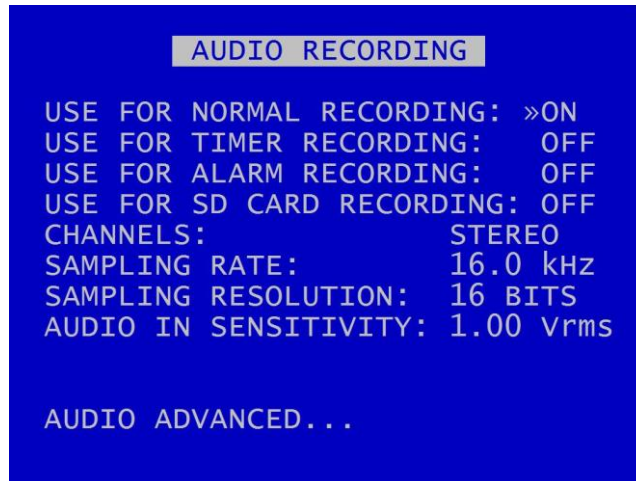 AUDIO RECORDING
USE FOR NORMAL RECORDING: »ON
USE FOR TIMER RECORDING: OFF
USE FOR ALARM RECORDING: OFF
USE FOR SD CARD RECORDING: OFF
CHANNELS: STEREO
SAMPLING RATE: 16.0 kHz
SAMPLING RESOLUTION: 16 BITS
AUDIO IN SENSITIVITY: 1.00 Vrms
AUDIO ADVANCED...